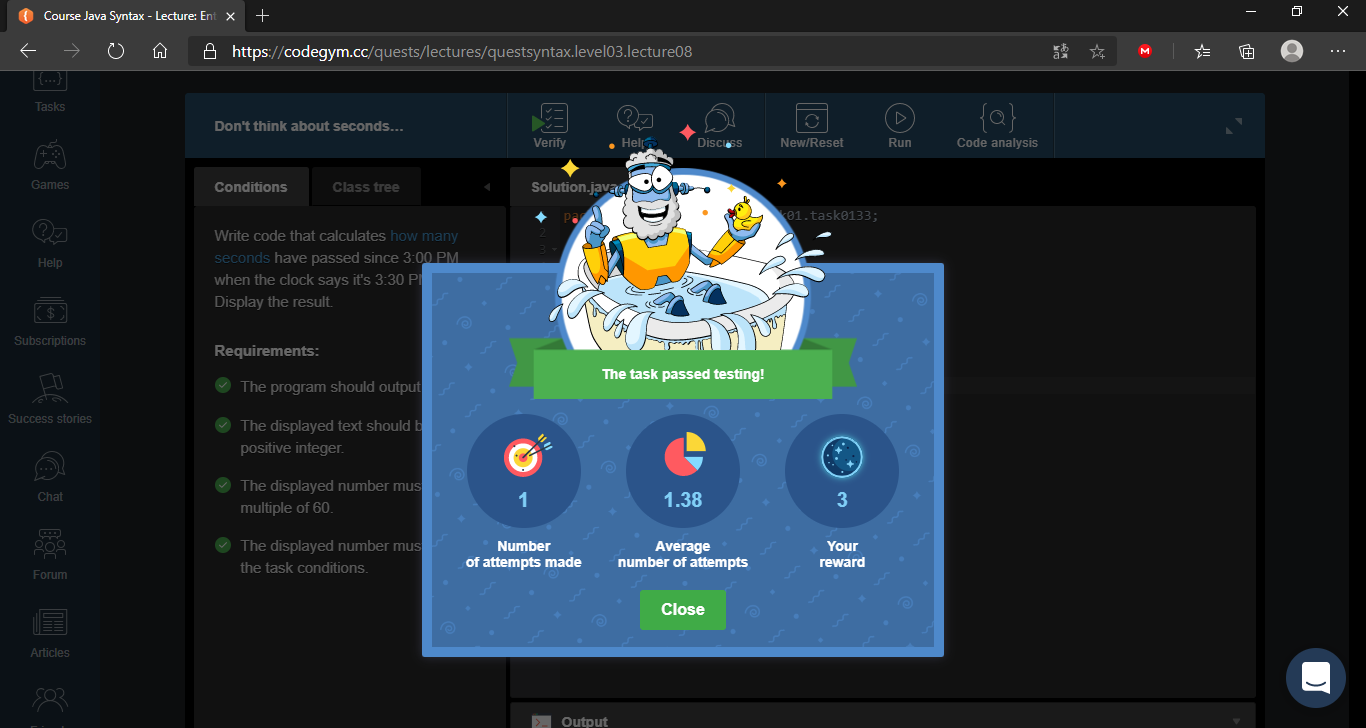 Course Java Syntax - Lecture: En
https://codegym.cc/quests/lectures/questsyntax.level03.lecture08
Tasks
Games
Help
Subscriptions
Success stories
Chat
Forum
Articles
Don't think about seconds...
Verify
Help
Discuss
New/Reset
Run
Code analysis
Conditions
Class tree
Solution.java
Write code that calculates how many
seconds have passed since 3:00 PM
when the clock says it's 3:30 PM
Display the result.
Requirements:
The program should output
The displayed text should b
positive integer.
The displayed number mus
multiple of 60.
The displayed number mus
the task conditions.
01.task0133;
2
3
The task passed testing!
1
Number
of attempts made
1.38
Average
number of attempts
3
Your
reward
Close
Output